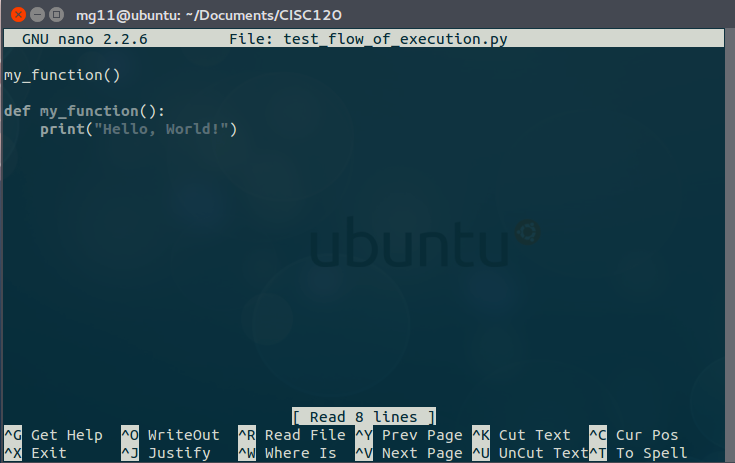 mg11@ubuntu: ~/Documents/CISC120
GNU nano 2.2.6 File: test_flow_of_execution.py
my_function()
def my_function():
    print("Hello, World!")
ubuntu
[ Read 8 lines ]
^G Get Help ^O WriteOut ^R Read File ^Y Prev Page ^K Cut Text ^C Cur Pos
^X Exit ^J Justify ^W Where Is ^V Next Page ^U UnCut Text ^T To Spell